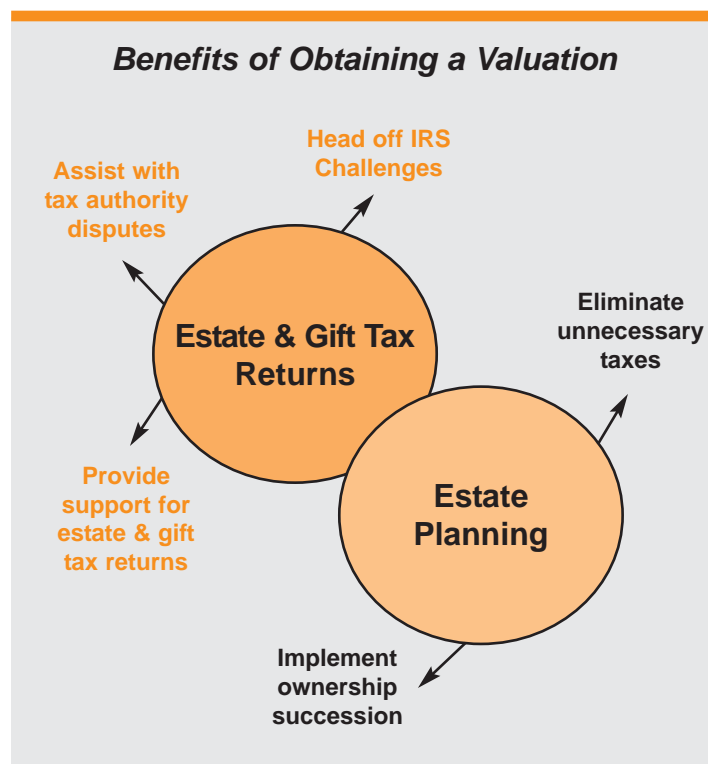 Benefits of Obtaining a Valuation
Head off IRS
Challenges
Assist with
tax authority
disputes
Estate & Gift Tax
Returns
Eliminate
unnecessary
taxes
Provide
support for
estate & gift
tax returns
Estate
Planning
Implement
ownership
succession